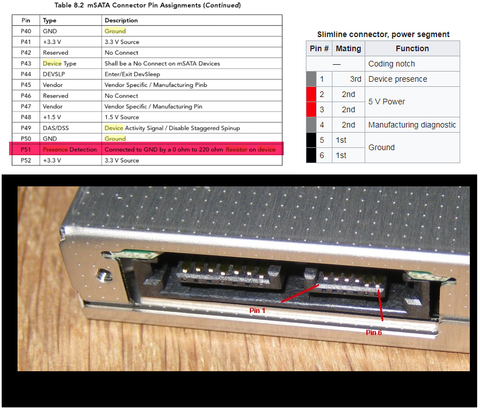 Table 8.2 mSATA Connector Pin Assignments (Continued)
Pin Type Description
P40 GND Ground
P41 +3.3 V 3.3 V Source
P42 Reserved No Connect
P43 Device Type Shall be a No Connect on mSATA Devices
P44 DEVSLP Enter/Exit DevSleep
P45 Vendor Vendor Specific / Manufacturing Pinb
P46 Reserved No Connect
P47 Vendor Vendor Specific / Manufacturing Pin
P48 +1.5 V 1.5 V Source
P49 DAS/DSS Device Activity Signal / Disable Staggered Spinup
P50 GND Ground
P51 Presence Detection Connected to GND by a 0 ohm to 220 ohm Resistor on device
P52 +3.3 V 3.3 V Source
Slimline connector, power segment
Pin # Mating Function
— Coding notch
1 3rd Device presence
2 2nd 5 V Power
3 2nd
4 2nd Manufacturing diagnostic
5 1st Ground
6 1st
Pin 1
Pin 6